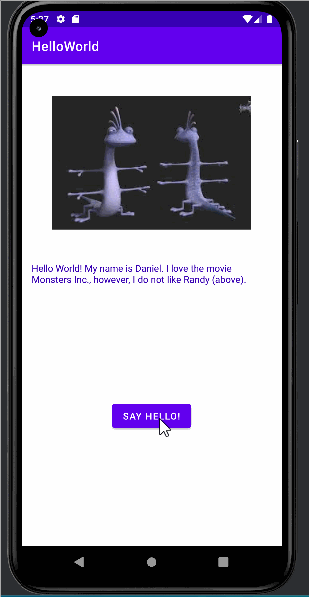 5:27
HelloWorld
Hello World! My name is Daniel. I love the movie
Monsters Inc., however, I do not like Randy (above).
SAY HELLO!